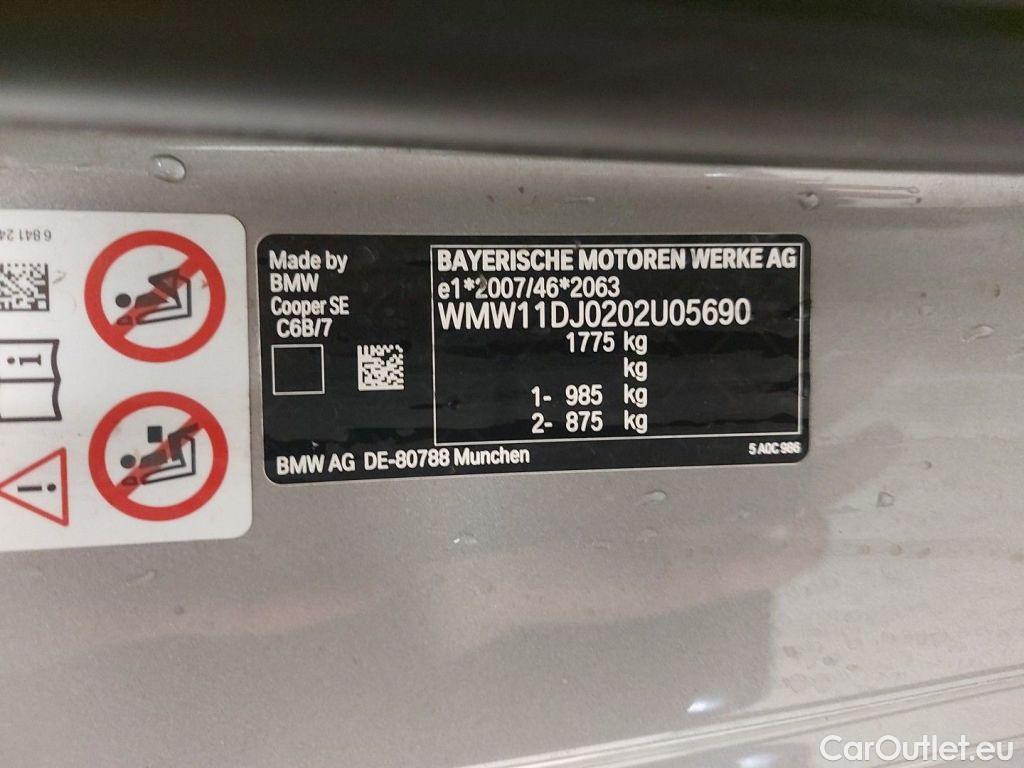 6 841 24
Made by
BMW
Cooper SE
C6B/7
BAYERISCHE MOTOREN WERKE AG
e1*2007/46*2063
WMW11DJ0202U05690
1775 kg
kg
1- 985 kg
2- 875 kg
BMW AG DE-80788 Munchen
5 A0C 986
CarOutlet.eu